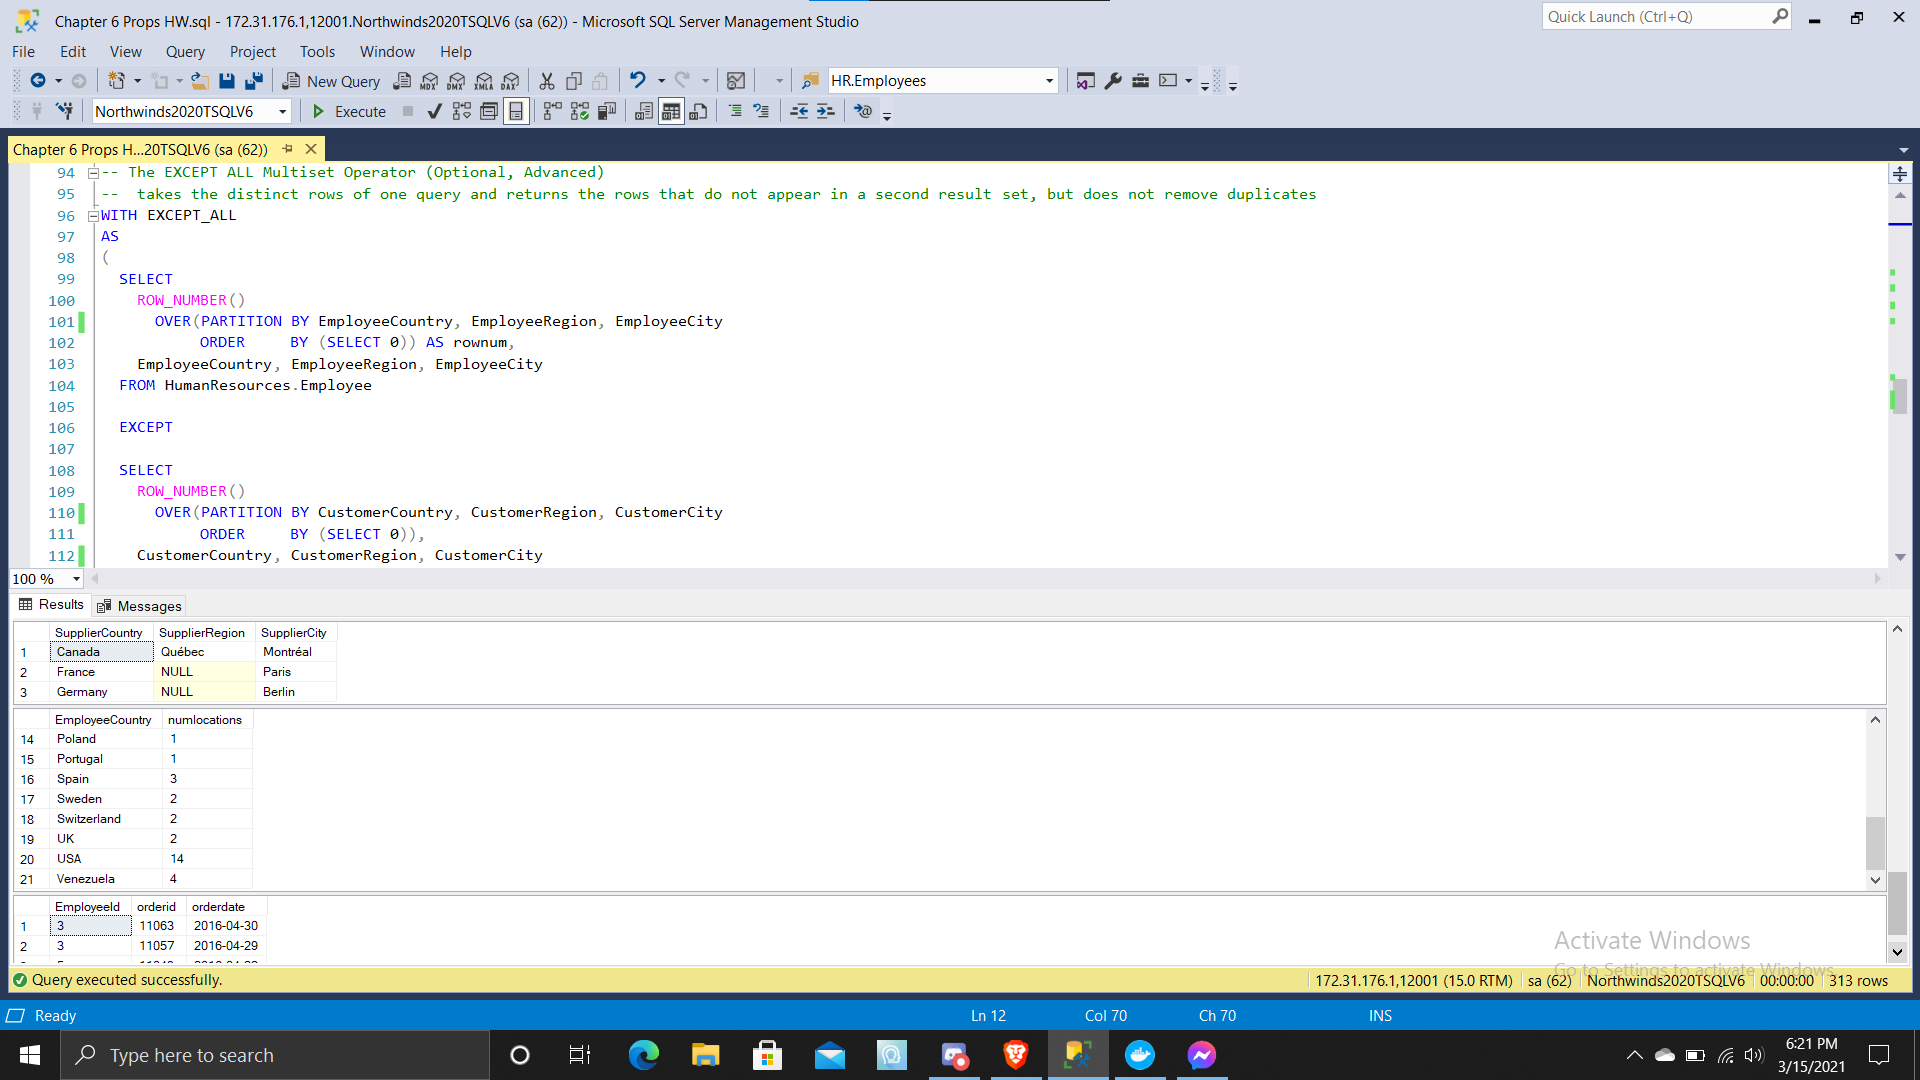 Chapter 6 Props HW.sql - 172.31.176.1,12001.Northwinds2020TSQLV6 (sa (62)) - Microsoft SQL Server Management Studio
Quick Launch (Ctrl+Q)
File Edit View Query Project Tools Window Help
New Query MDX DMX XMLA DAX HR.Employees
Northwinds2020TSQLV6 Execute
Chapter 6 Props H...20TSQLV6 (sa (62))
94 -- The EXCEPT ALL Multiset Operator (Optional, Advanced)
95 --  takes the distinct rows of one query and returns the rows that do not appear in a second result set, but does not remove duplicates
96 WITH EXCEPT_ALL
97 AS
98 (
99 SELECT
100 ROW_NUMBER()
101 OVER(PARTITION BY EmployeeCountry, EmployeeRegion, EmployeeCity
102 ORDER     BY (SELECT 0)) AS rownum,
103 EmployeeCountry, EmployeeRegion, EmployeeCity
104 FROM HumanResources.Employee
105
106 EXCEPT
107
108 SELECT
109 ROW_NUMBER()
110 OVER(PARTITION BY CustomerCountry, CustomerRegion, CustomerCity
111 ORDER     BY (SELECT 0)),
112 CustomerCountry, CustomerRegion, CustomerCity
100 %
Results Messages
SupplierCountry SupplierRegion SupplierCity
1 Canada Québec Montréal
2 France NULL Paris
3 Germany NULL Berlin
EmployeeCountry numlocations
14 Poland 1
15 Portugal 1
16 Spain 3
17 Sweden 2
18 Switzerland 2
19 UK 2
20 USA 14
21 Venezuela 4
EmployeeId orderid orderdate
1 3 11063 2016-04-30
2 3 11057 2016-04-29
Activate Windows
Go to Settings to activate Windows.
Query executed successfully. 172.31.176.1,12001 (15.0 RTM) sa (62) Northwinds2020TSQLV6 00:00:00 313 rows
Ready Ln 12 Col 70 Ch 70 INS
Type here to search
6:21 PM
3/15/2021